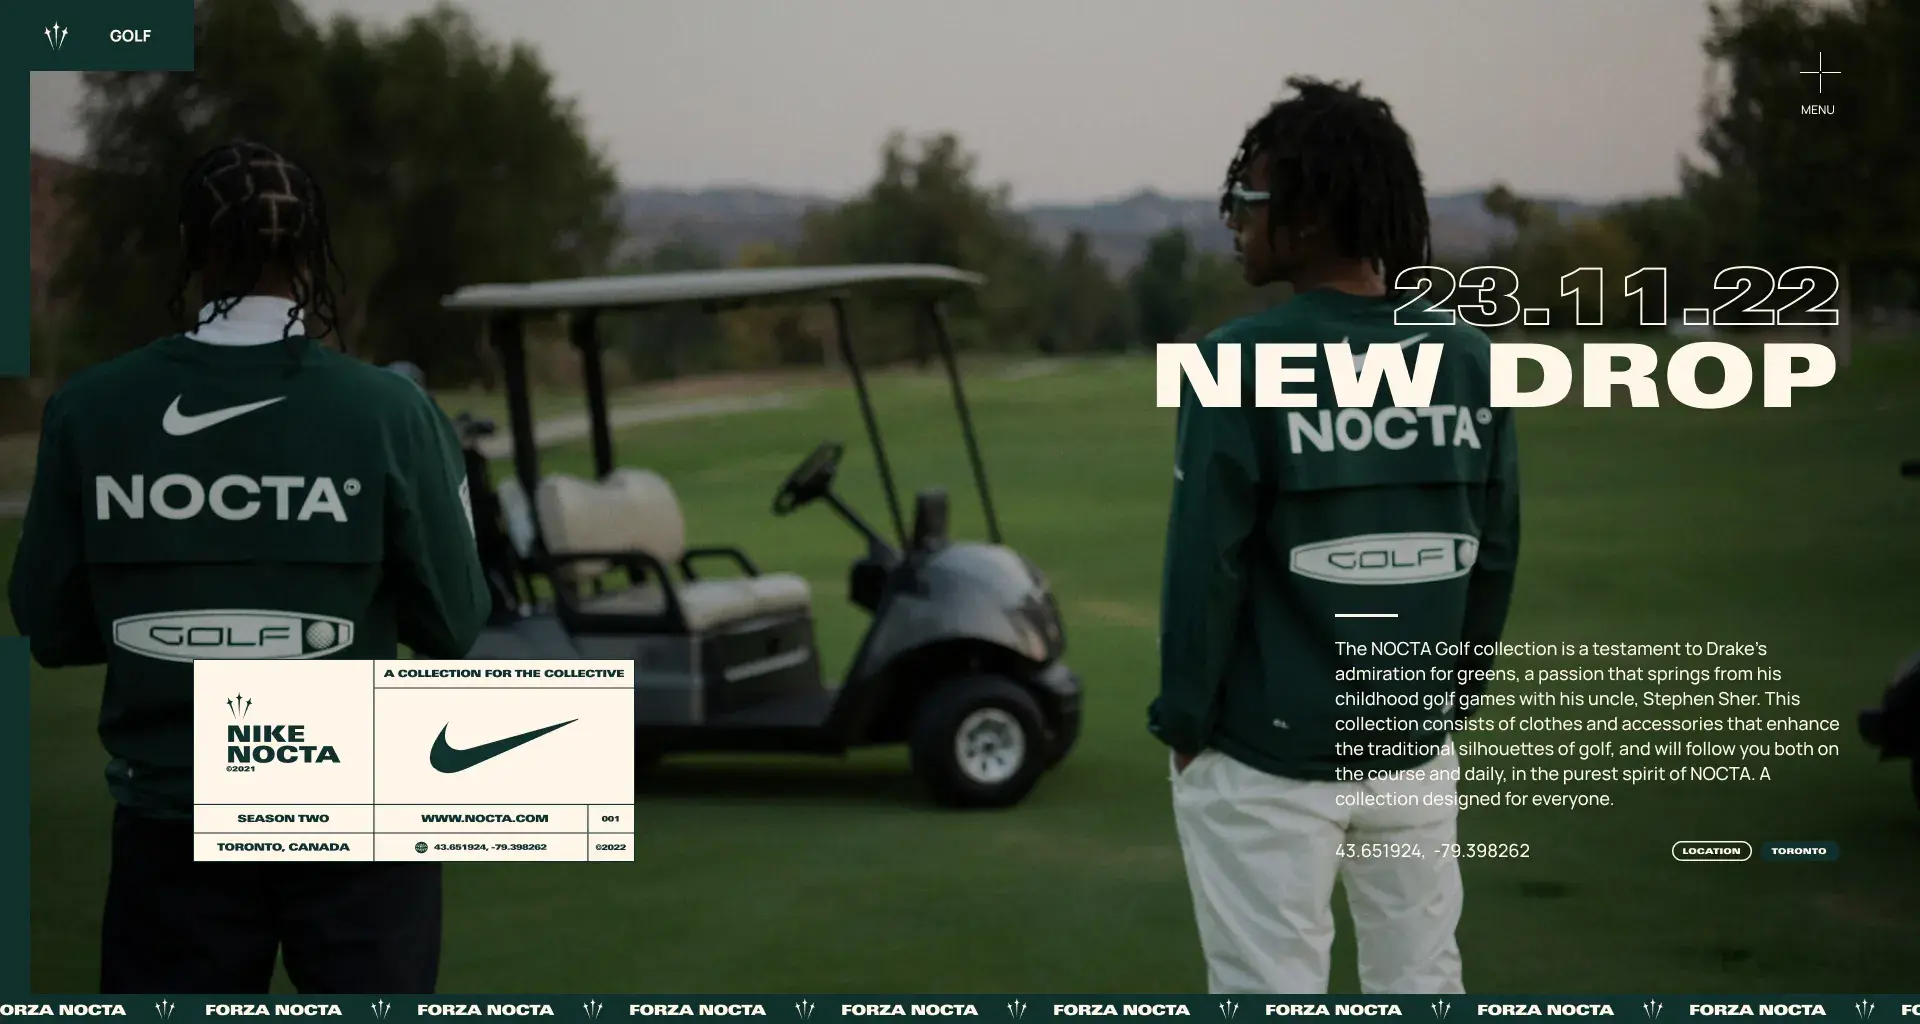 GOLF
MENU
23.11.22
NEW DROP
NOCTA
GOLF
NOCTA
GOLF
The NOCTA Golf collection is a testament to Drake's
admiration for greens, a passion that springs from his
childhood golf games with his uncle, Stephen Sher. This
collection consists of clothes and accessories that enhance
the traditional silhouettes of golf, and will follow you both on
the course and daily, in the purest spirit of NOCTA. A
collection designed for everyone.
43.651924, -79.398262
LOCATION
TORONTO
A COLLECTION FOR THE COLLECTIVE
NIKE
NOCTA
©2021
SEASON TWO
WWW.NOCTA.COM
001
TORONTO, CANADA
43.651924, -79.398262
©2022
ORZA NOCTA FORZA NOCTA FORZA NOCTA FORZA NOCTA FORZA NOCTA FORZA NOCTA FORZA NOCTA FORZA NOCTA FORZA NOCTA FO